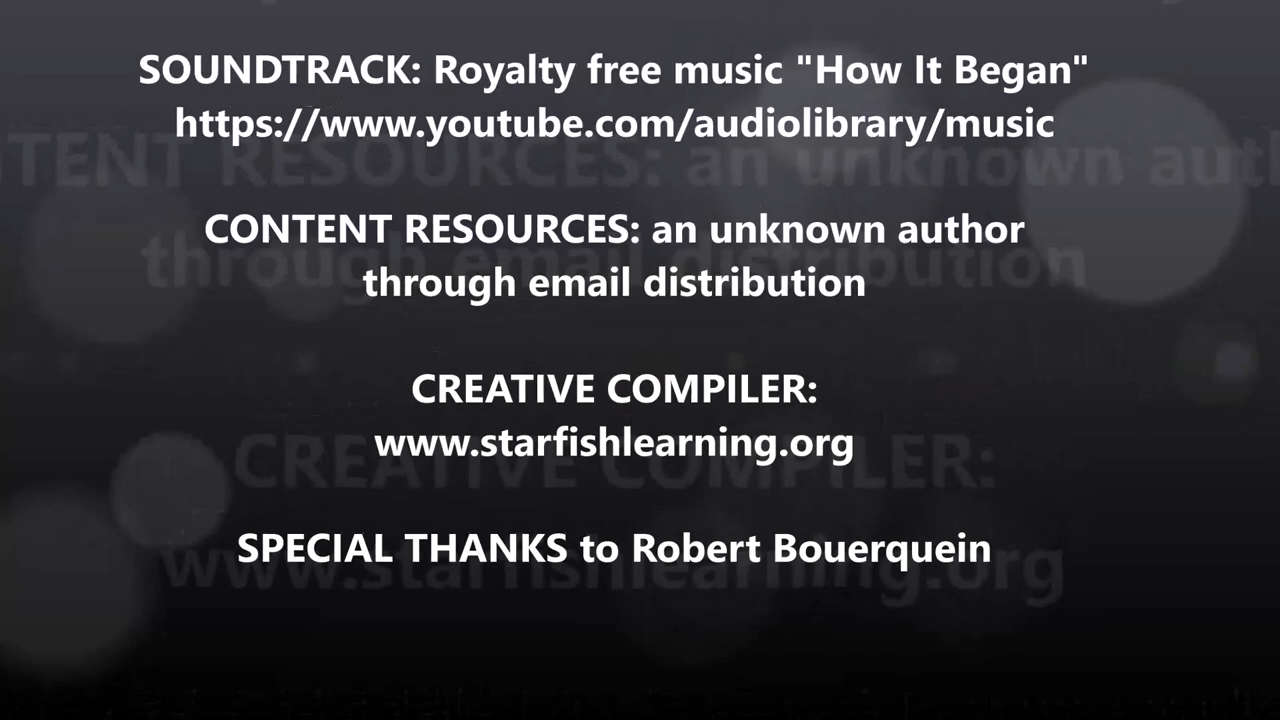 SOUNDTRACK: Royalty free music "How It Began"
https://www.youtube.com/audiolibrary/music
CONTENT RESOURCES: an unknown author
through email distribution
CREATIVE COMPILER:
www.starfishlearning.org
SPECIAL THANKS to Robert Bouerquein